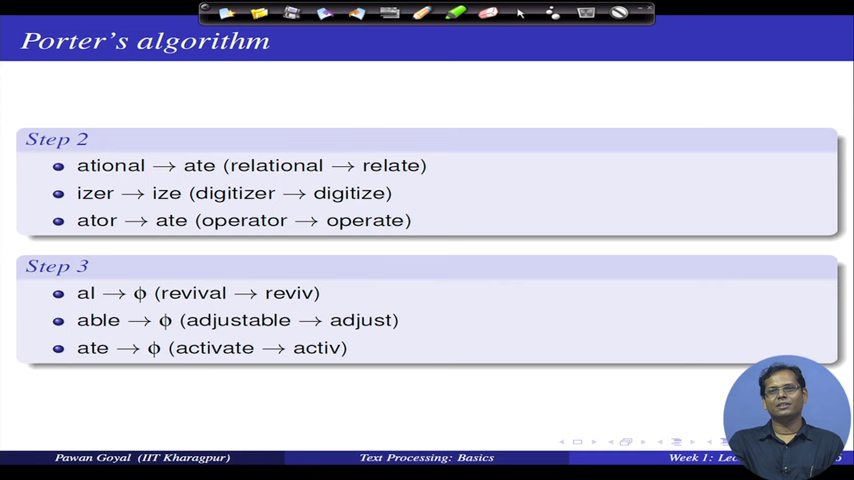 Porter's algorithm
Step 2
ational → ate (relational → relate)
izer → ize (digitizer → digitize)
ator → ate (operator → operate)
Step 3
al → ϕ (revival → reviv)
able → ϕ (adjustable → adjust)
ate → ϕ (activate → activ)
Pawan Goyal (IIT Kharagpur) Text Processing: Basics Week 1: